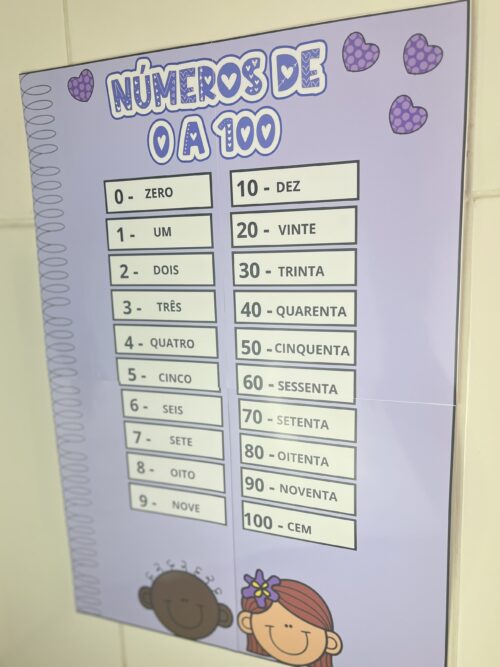 NÚMEROS DE
0 A 100
0 - ZERO
1 - UM
2 - DOIS
3 - TRÊS
4 - QUATRO
5 - CINCO
6 - SEIS
7 - SETE
8 - OITO
9 - NOVE
10 - DEZ
20 - VINTE
30 - TRINTA
40 - QUARENTA
50 - CINQUENTA
60 - SESSENTA
70 - SETENTA
80 - OITENTA
90 - NOVENTA
100 - CEM